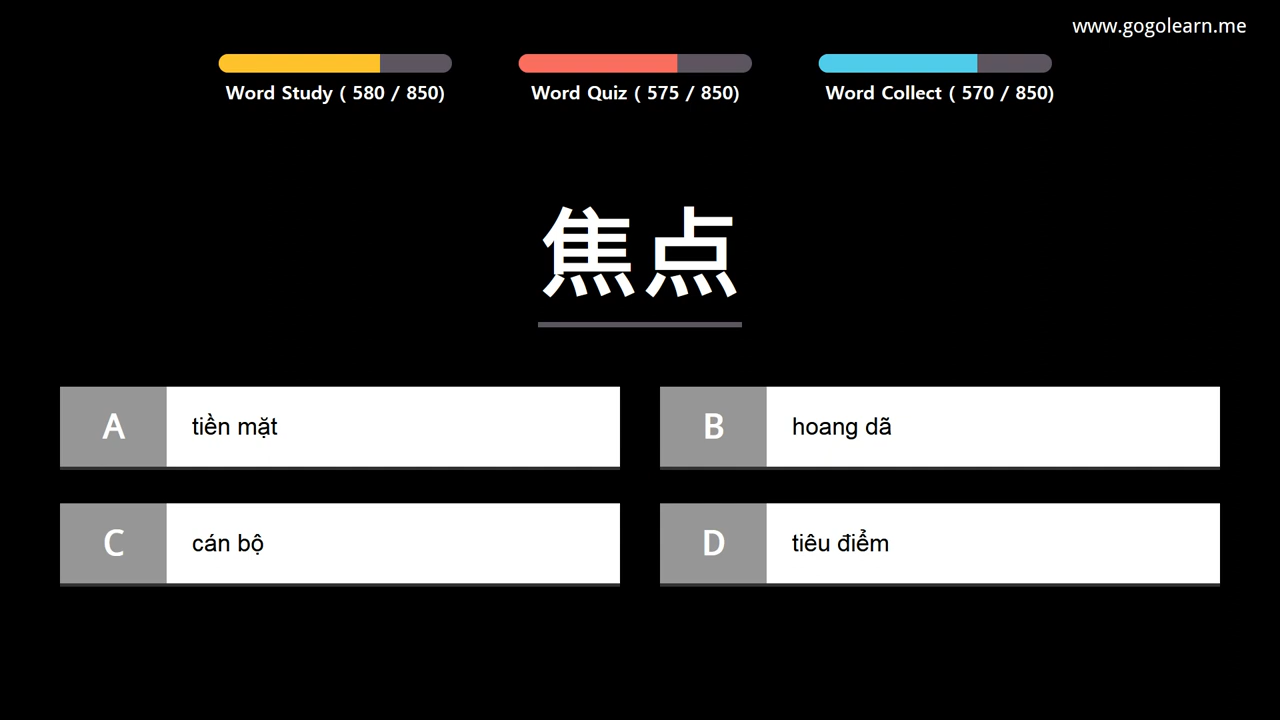 www.gogolearn.me
Word Study ( 580 / 850)
Word Quiz ( 575 / 850)
Word Collect ( 570 / 850)
焦点
A
tiền mặt
B
hoang dã
C
cán bộ
D
tiêu điểm